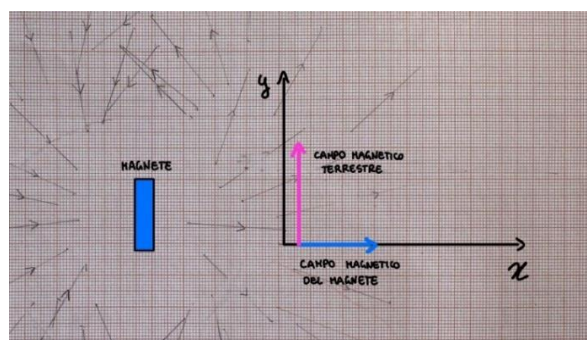 y
MAGNETE
CAMPO MAGNETICO
TERRESTRE
CAMPO MAGNETICO
DEL MAGNETE
x